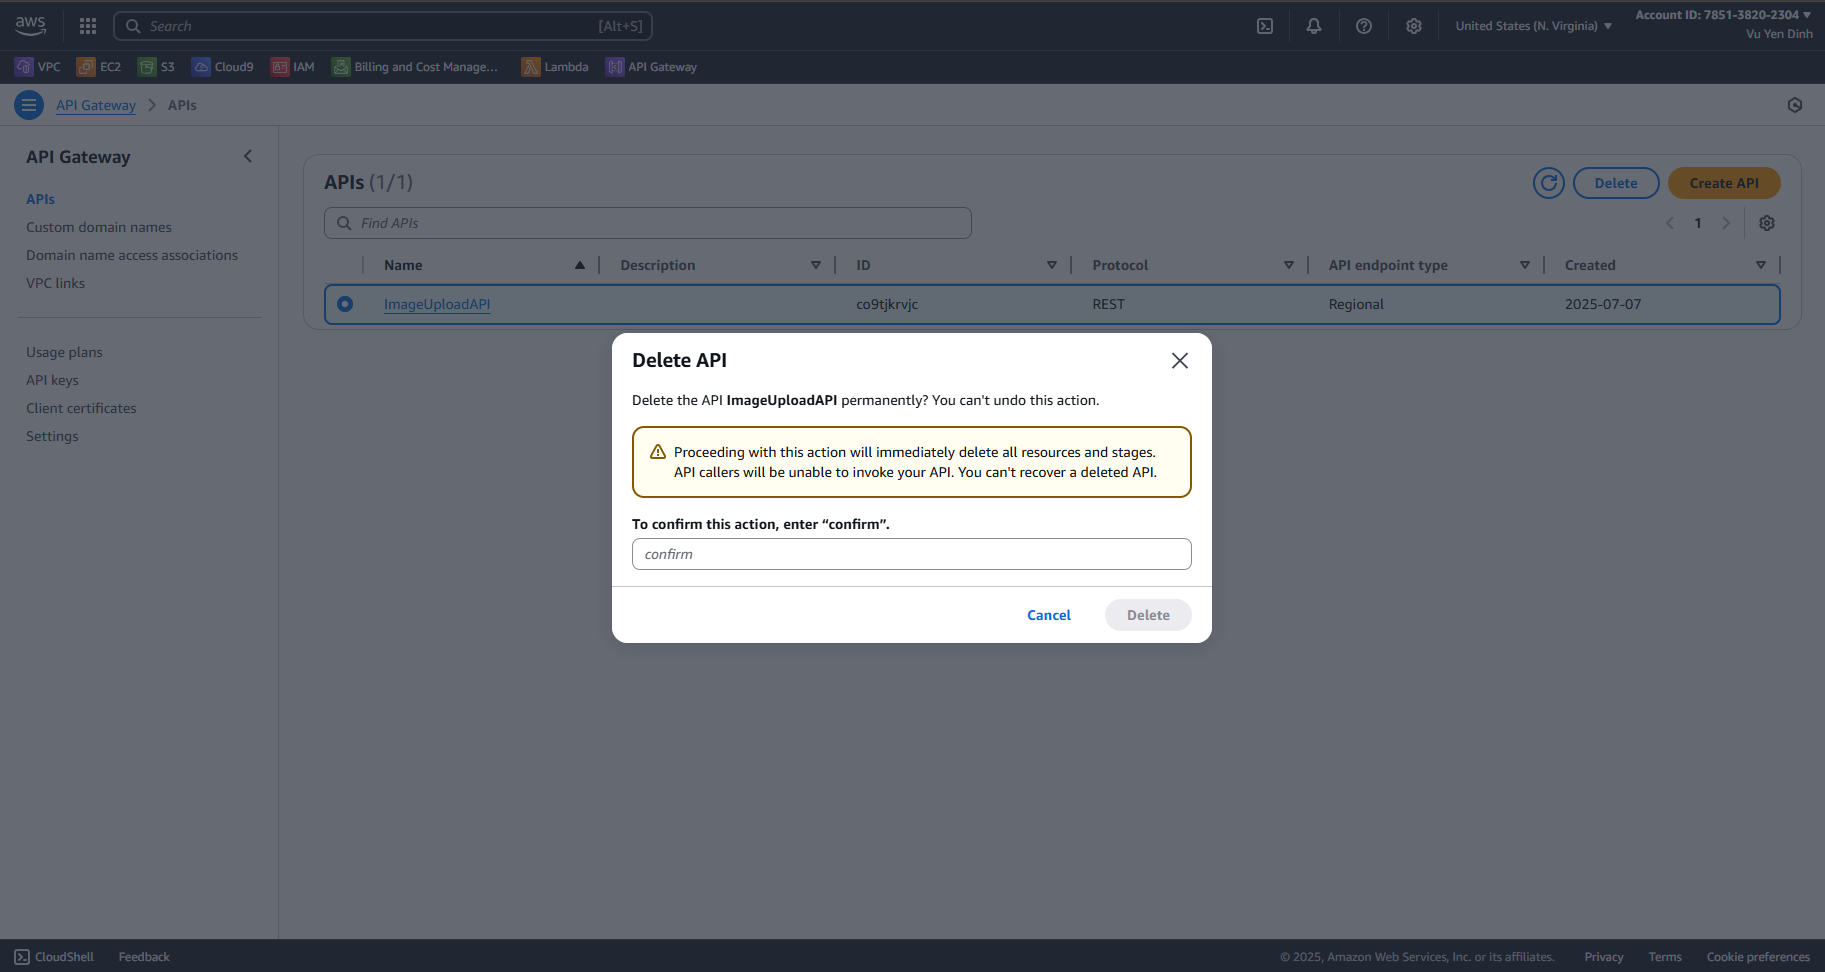 aws
Search [Alt+S]
United States (N. Virginia)
Account ID: 7851-3820-2304
Vu Yen Dinh
VPC EC2 S3 Cloud9 IAM Billing and Cost Manage... Lambda API Gateway
API Gateway APIs
API Gateway
APIs
Custom domain names
Domain name access associations
VPC links
Usage plans
API keys
Client certificates
Settings
APIs (1/1)
Delete Create API
Find APIs
1
Name Description ID Protocol API endpoint type Created
ImageUploadAPI co9tjkrvjc REST Regional 2025-07-07
Delete API
Delete the API ImageUploadAPI permanently? You can't undo this action.
Proceeding with this action will immediately delete all resources and stages.
API callers will be unable to invoke your API. You can't recover a deleted API.
To confirm this action, enter “confirm”.
confirm
Cancel Delete
CloudShell Feedback © 2025, Amazon Web Services, Inc. or its affiliates. Privacy Terms Cookie preferences